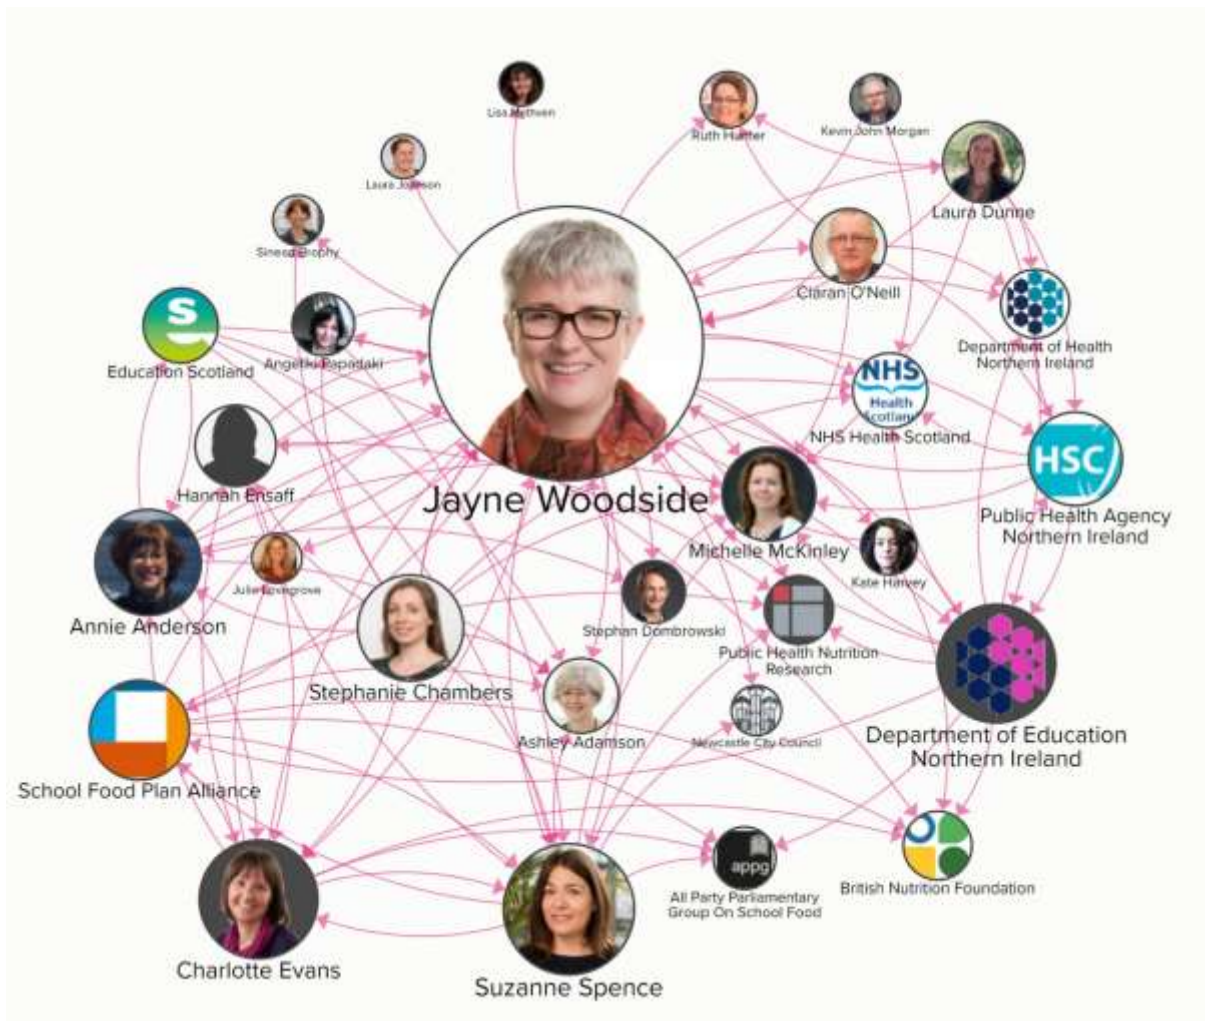 Lisa Methven
Ruth Hunter
Kevin John Morgan
Laura Johnson
Laura Dunne
Sinead Brophy
Ciaran O'Neill
S
Education Scotland
Angeliki Papadaki
Department of Health
Northern Ireland
NHS
Health
Scotland
NHS Health Scotland
HSC
Hannah Ensaff
Jayne Woodside
Public Health Agency
Northern Ireland
Michelle McKinley
Kate Harvey
Julie Lovegrove
Annie Anderson
Stephan Dombrowski
Public Health Nutrition
Research
Stephanie Chambers
Ashley Adamson
Newcastle City Council
Department of Education
Northern Ireland
School Food Plan Alliance
appg
All Party Parliamentary
Group On School Food
British Nutrition Foundation
Charlotte Evans
Suzanne Spence